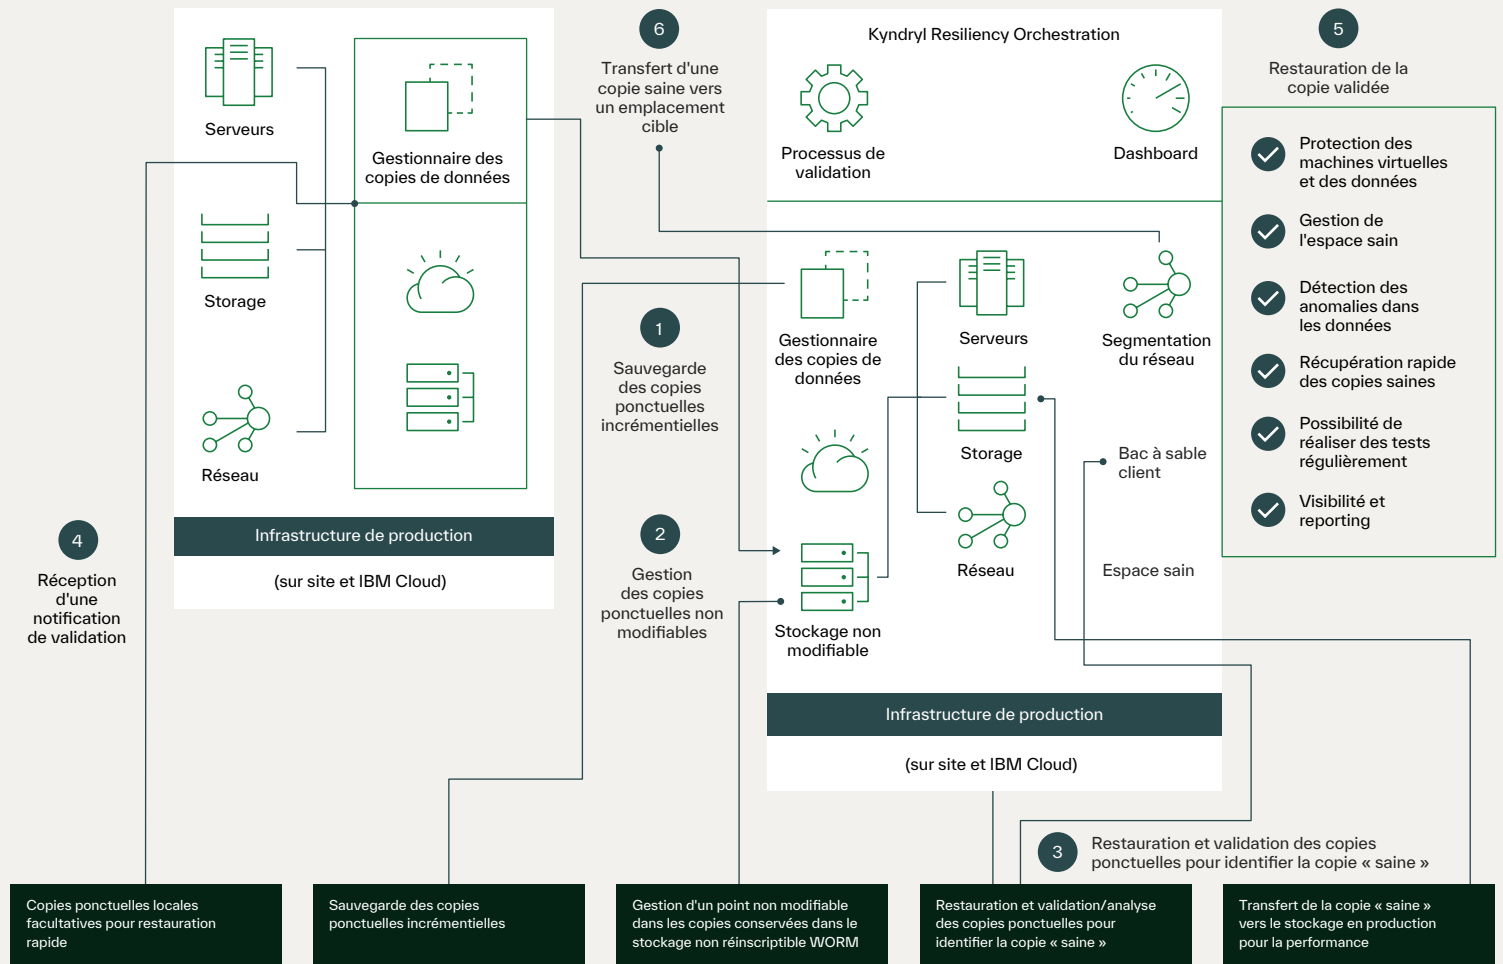 Serveurs
Storage
Réseau
Gestionnaire des
copies de données
Infrastructure de production
(sur site et IBM Cloud)
4
Réception
d'une
notification
de validation
6
Transfert d'une
copie saine vers
un emplacement
cible
1
Sauvegarde
des copies
ponctuelles
incrémentielles
2
Gestion
des copies
ponctuelles non
modifiables
Kyndryl Resiliency Orchestration
Processus de
validation
Dashboard
Gestionnaire
des copies de
données
Serveurs
Segmentation
du réseau
Storage
Bac à sable
client
Réseau
Espace sain
Stockage non
modifiable
Infrastructure de production
(sur site et IBM Cloud)
5
Restauration de la
copie validée
Protection des
machines virtuelles
et des données
Gestion de
l'espace sain
Détection des
anomalies dans
les données
Récupération rapide
des copies saines
Possibilité de
réaliser des tests
régulièrement
Visibilité et
reporting
3
Restauration et validation des copies
ponctuelles pour identifier la copie « saine »
Copies ponctuelles locales
facultatives pour restauration
rapide
Sauvegarde des copies
ponctuelles incrémentielles
Gestion d'un point non modifiable
dans les copies conservées dans le
stockage non réinscriptible WORM
Restauration et validation/analyse
des copies ponctuelles pour
identifier la copie « saine »
Transfert de la copie « saine »
vers le stockage en production
pour la performance